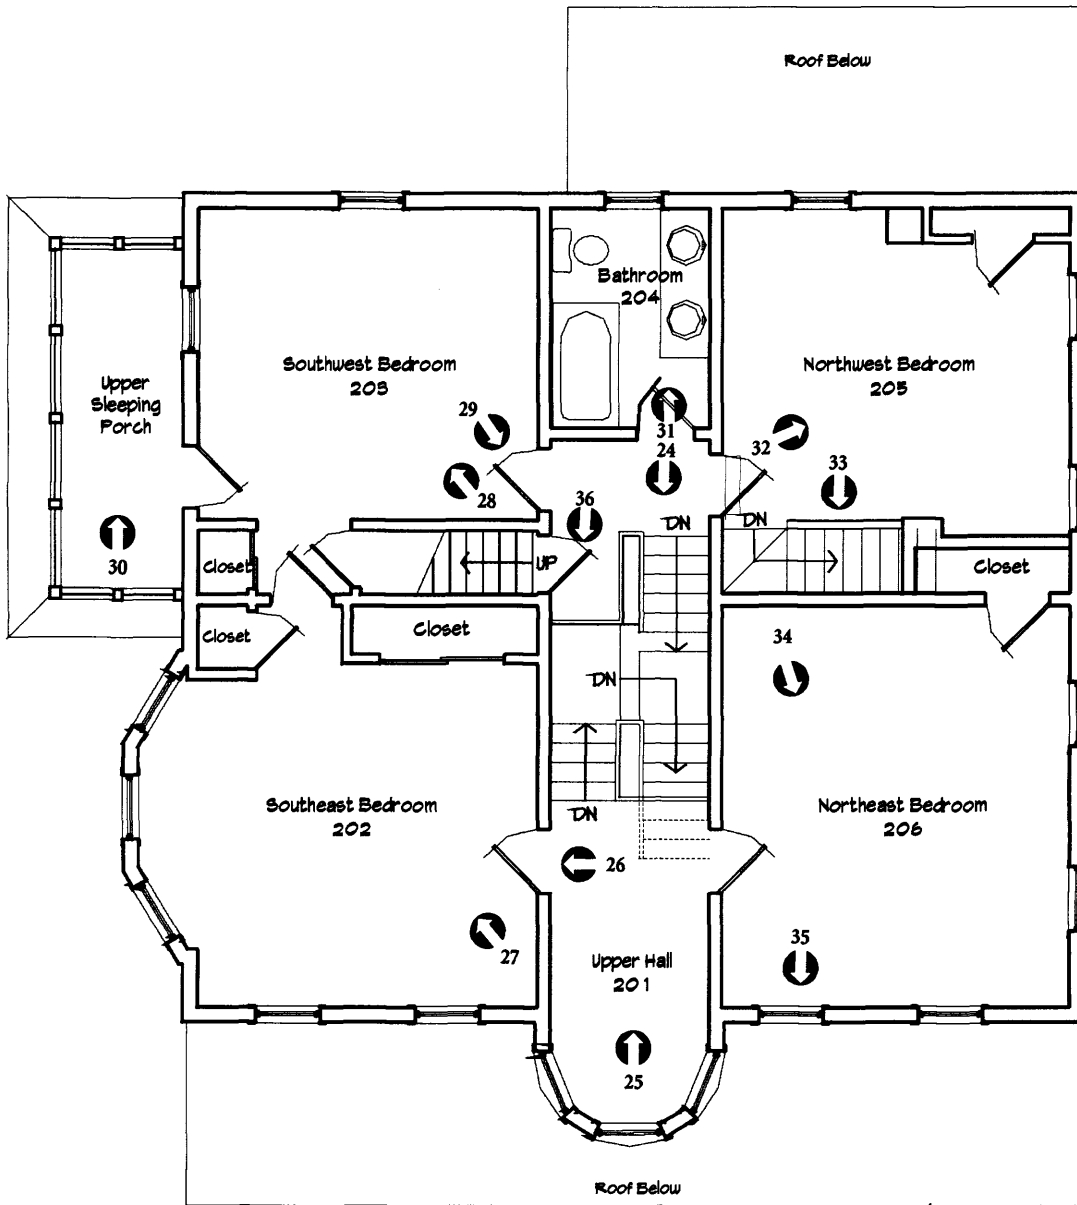 Roof Below
Bathroom
204
Southwest Bedroom
203
Northwest Bedroom
205
Upper
Sleeping
Porch
29
31
24
32
33
28
36
DN
DN
30
Closet
UP
Closet
Closet
Closet
34
DN
Southeast Bedroom
202
Northeast Bedroom
206
DN
26
27
35
Upper Hall
201
25
Roof Below